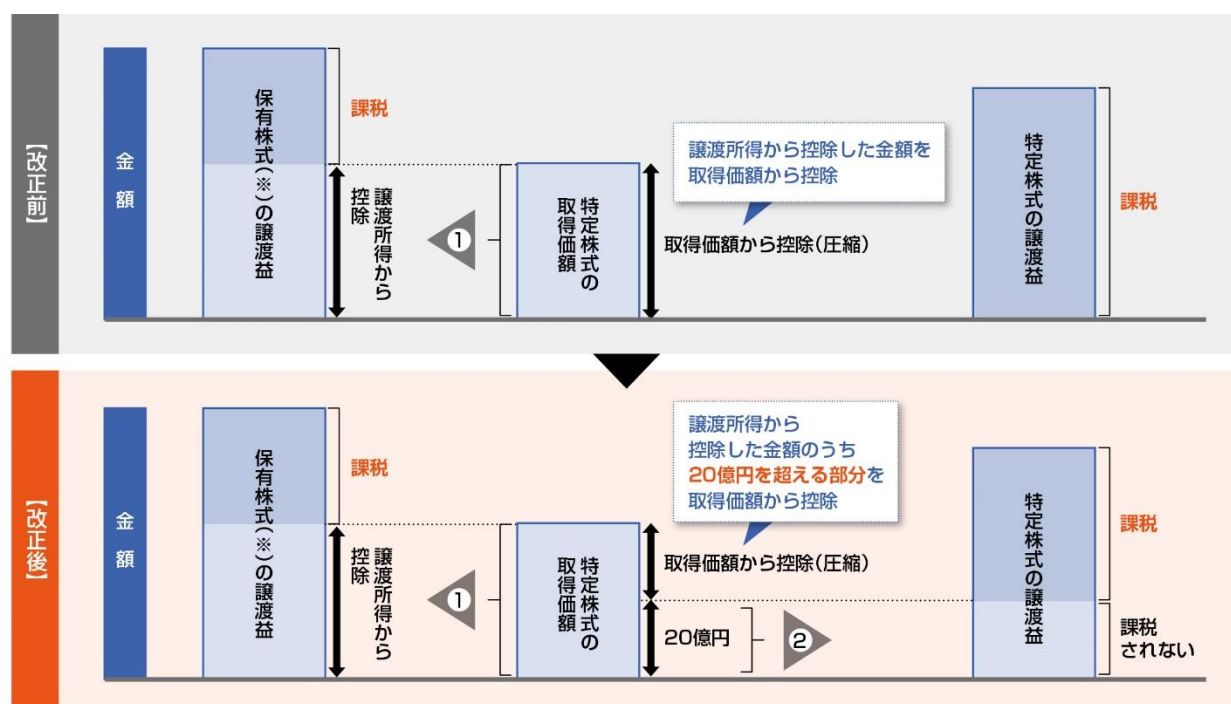 【改正前】
金額
保有株式(※)の譲渡益
課税
譲渡所得から
控除
1
特定株式の
取得価額
譲渡所得から控除した金額を
取得価額から控除
取得価額から控除(圧縮)
特定株式の譲渡益
課税
【改正後】
金額
保有株式(※)の譲渡益
課税
譲渡所得から
控除
1
特定株式の
取得価額
譲渡所得から
控除した金額のうち
20億円を超える部分を
取得価額から控除
取得価額から控除(圧縮)
20億円
2
特定株式の譲渡益
課税
課税
されない